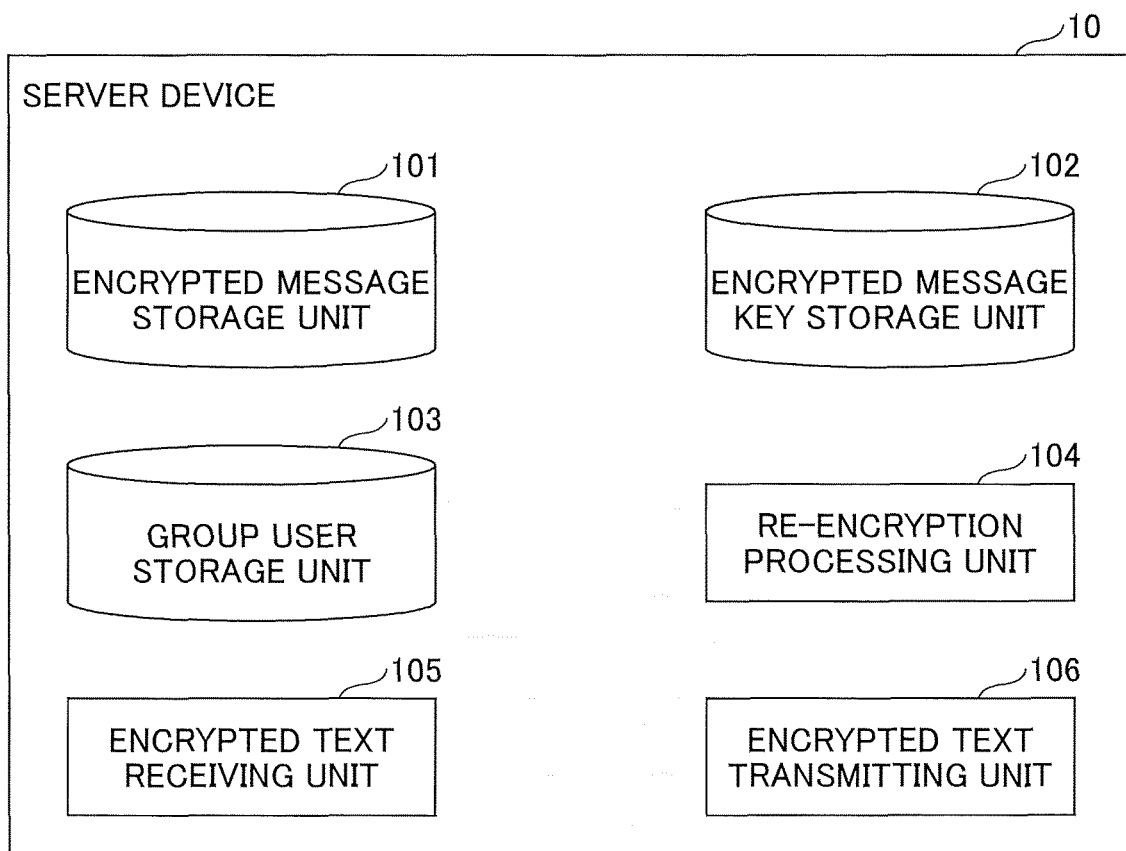 10
SERVER DEVICE
101
102
ENCRYPTED MESSAGE
STORAGE UNIT
ENCRYPTED MESSAGE
KEY STORAGE UNIT
103
104
GROUP USER
STORAGE UNIT
RE-ENCRYPTION
PROCESSING UNIT
105
106
ENCRYPTED TEXT
RECEIVING UNIT
ENCRYPTED TEXT
TRANSMITTING UNIT